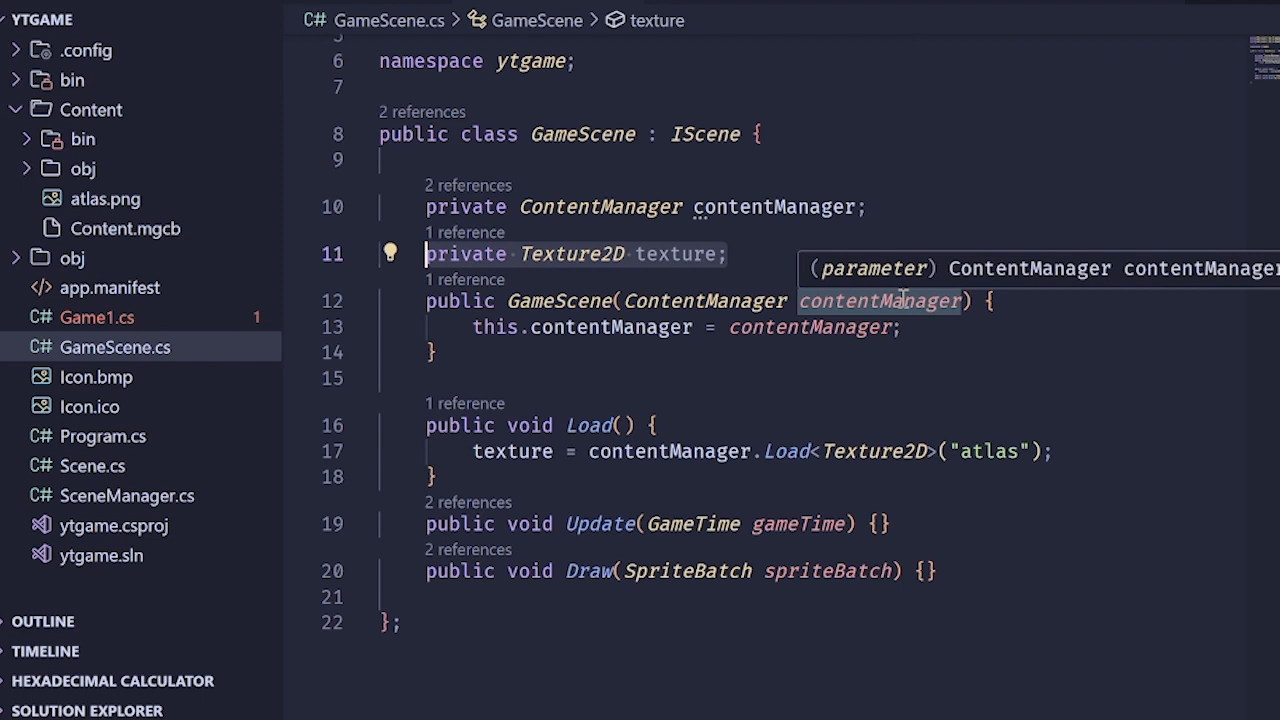 YTGAME
.config
bin
Content
bin
obj
atlas.png
Content.mgcb
obj
app.manifest
Game1.cs 1
GameScene.cs
Icon.bmp
Icon.ico
Program.cs
Scene.cs
SceneManager.cs
ytgame.csproj
ytgame.sln
OUTLINE
TIMELINE
HEXADECIMAL CALCULATOR
SOLUTION EXPLORER
C# GameScene.cs > GameScene > texture
5
6 namespace ytgame;
7
2 references
8 public class GameScene : IScene {
9
2 references
10 private ContentManager contentManager;
1 reference
11 private Texture2D texture;
(parameter) ContentManager contentManager
1 reference
12 public GameScene(ContentManager contentManager) {
13 this.contentManager = contentManager;
14 }
15
1 reference
16 public void Load() {
17 texture = contentManager.Load<Texture2D>("atlas");
18 }
2 references
19 public void Update(GameTime gameTime) {}
2 references
20 public void Draw(SpriteBatch spriteBatch) {}
21
22 };